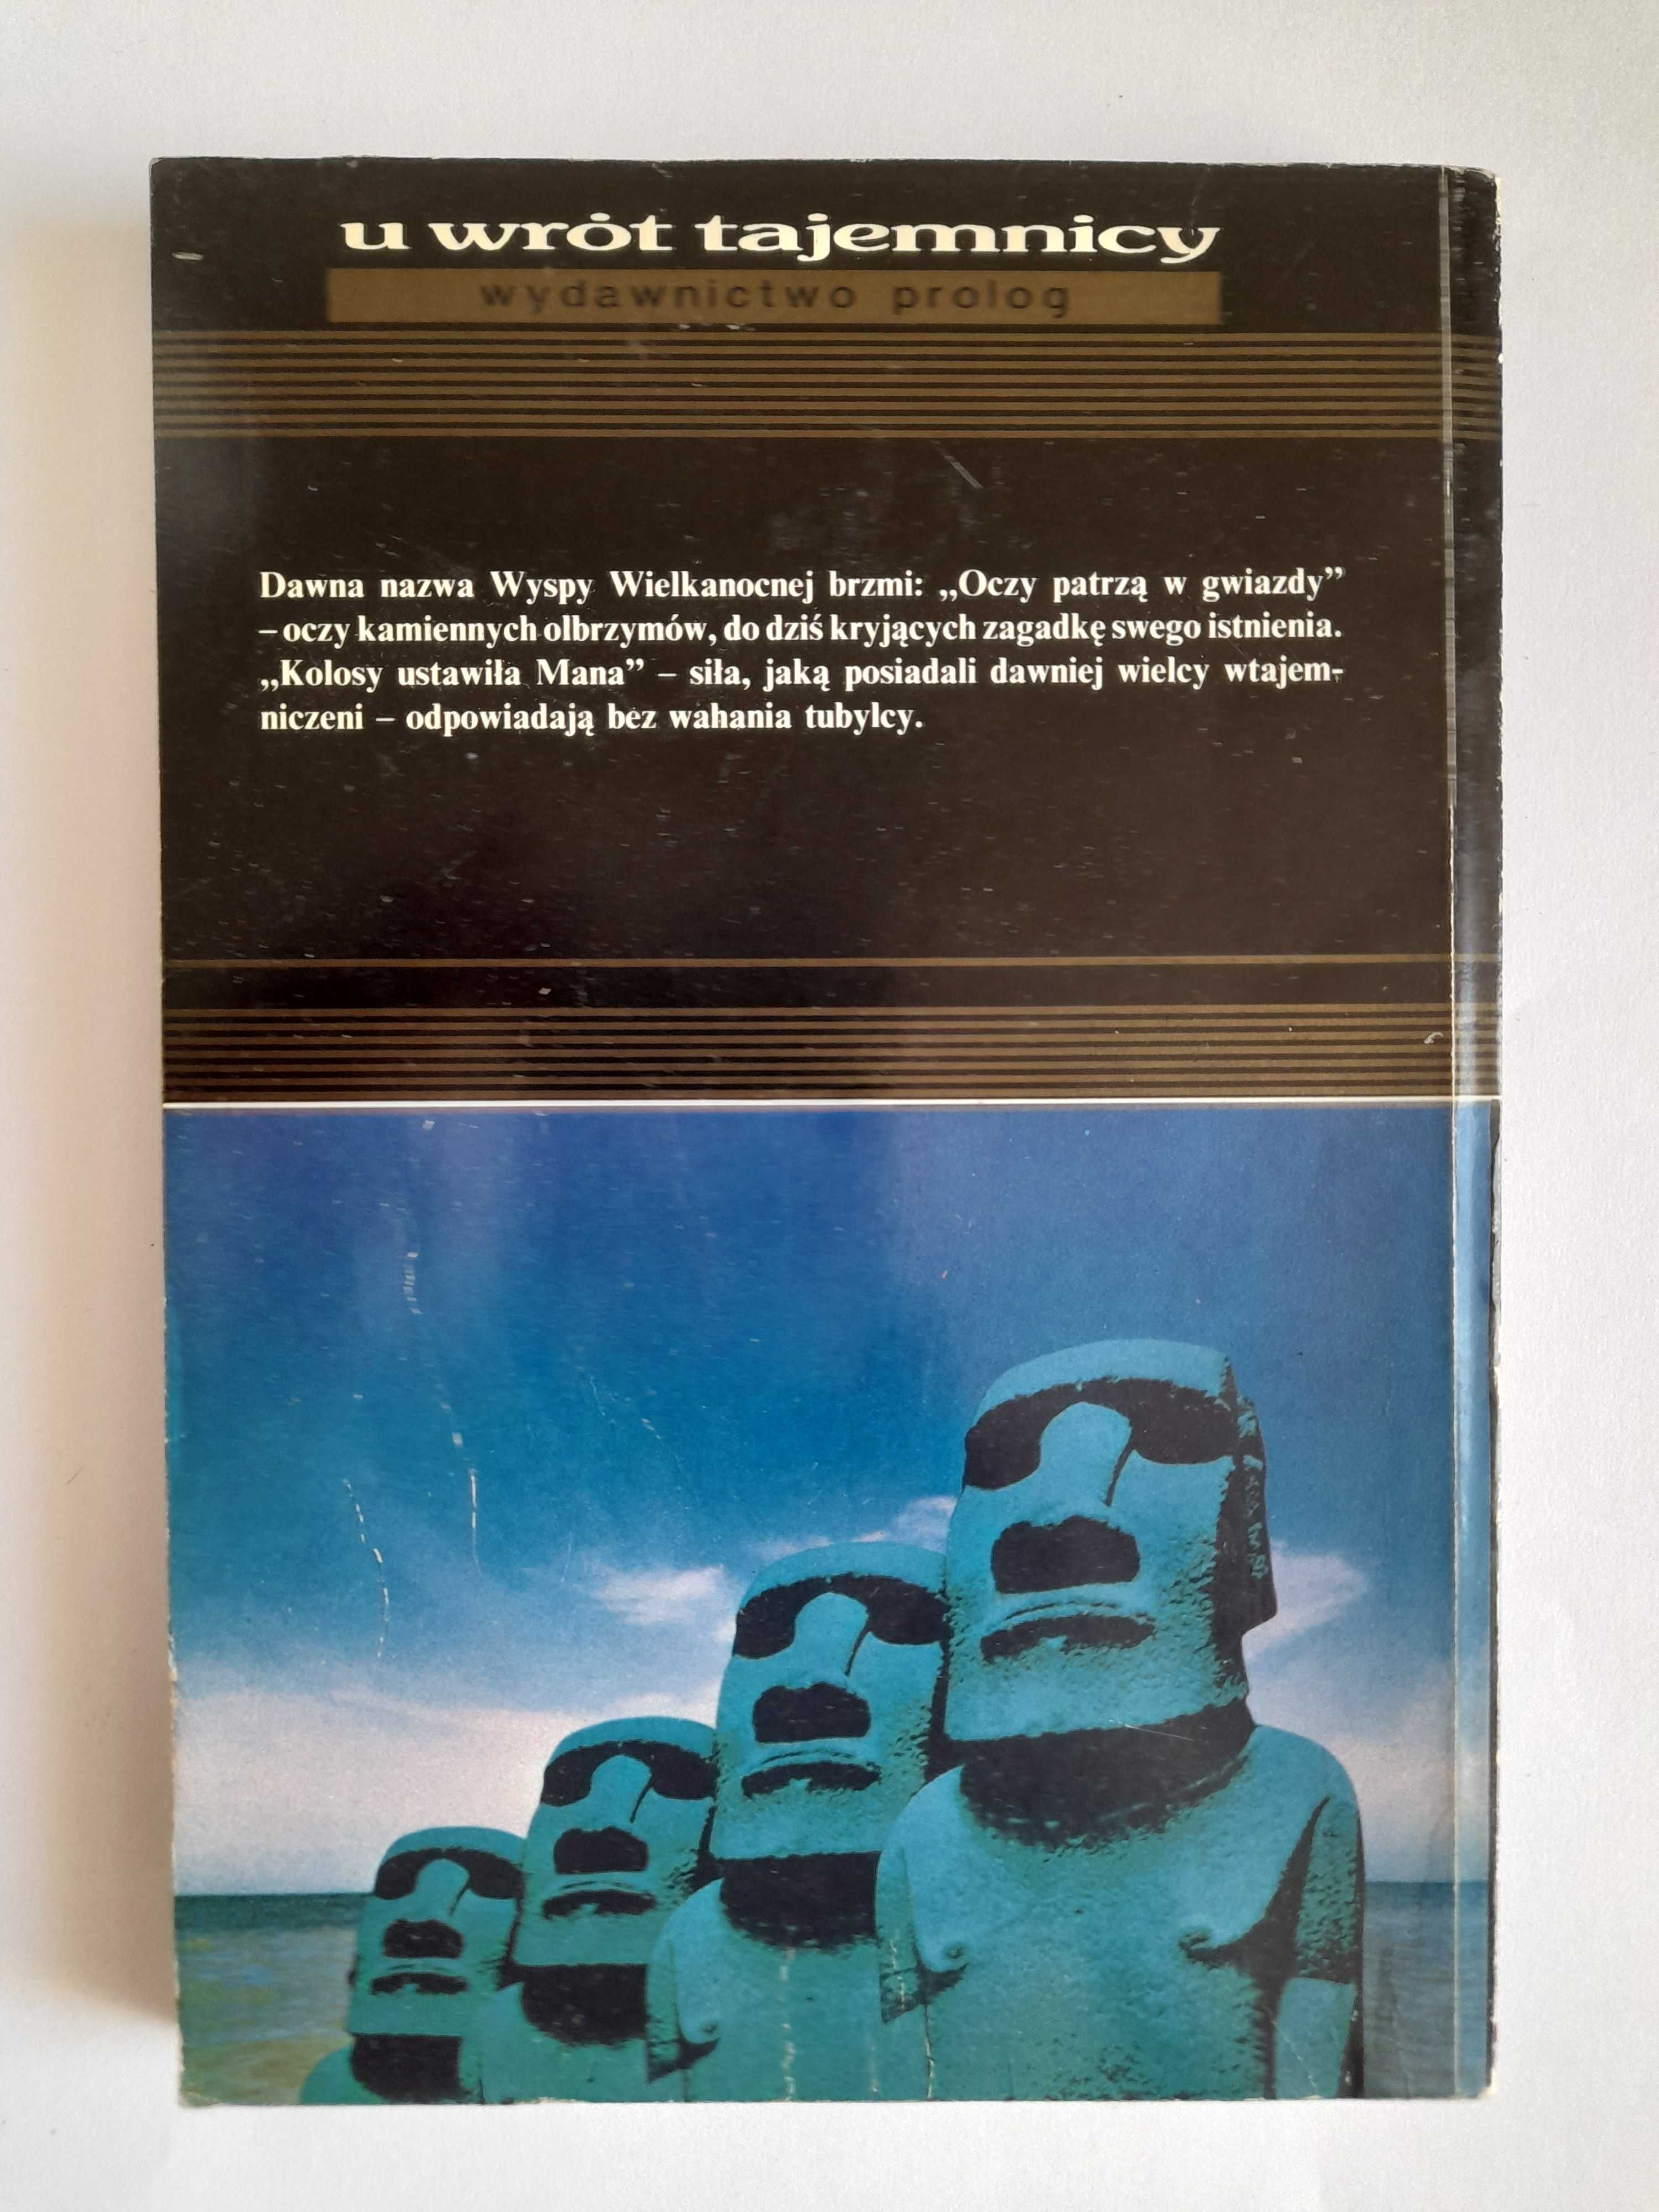 u wrót tajemnicy
wydawnictwo prolog
Dawna nazwa Wyspy Wielkanocnej brzmi: „Oczy patrzą w gwiazdy”
– oczy kamiennych olbrzymów, do dziś kryjących zagadkę swego istnienia.
„Kolosy ustawiła Mana” – siła, jaką posiadali dawniej wielcy wtajem-
niczeni – odpowiadają bez wahania tubylcy.